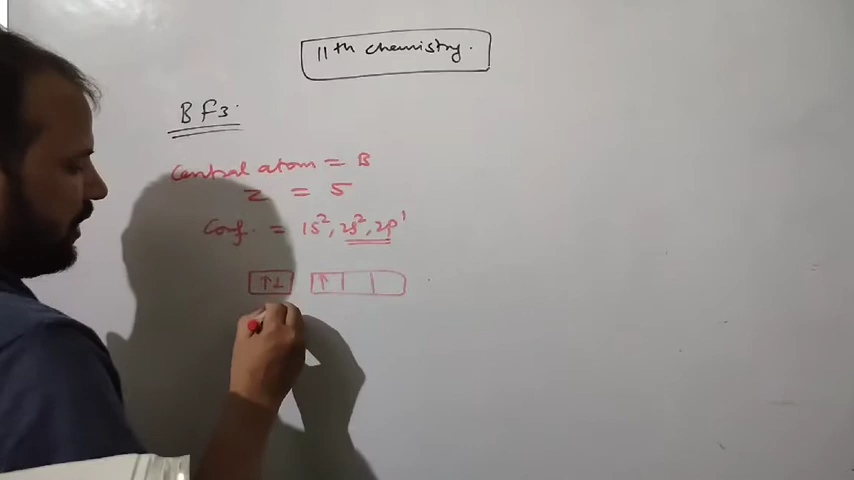 11th chemistry.
BF3.
Central atom = B
Z = 5
Conf. = 1s², 2s², 2p¹
↑↓ ↑